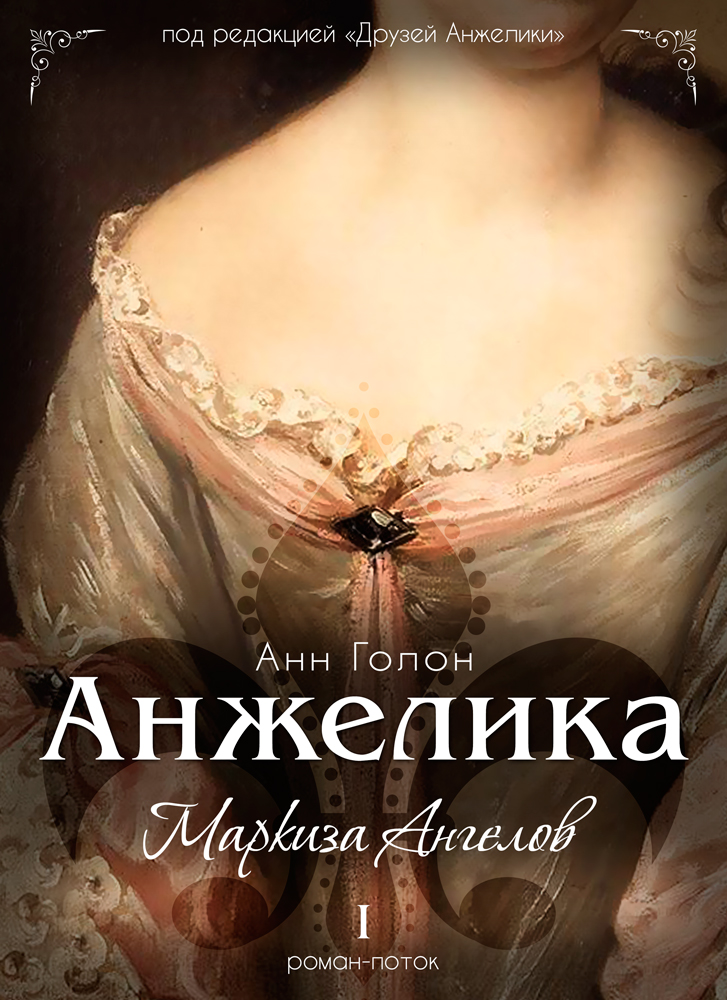 под редакцией «Друзей Анжелики»
Анн Голон
Анжелика
Маркиза Ангелов
I
роман-поток